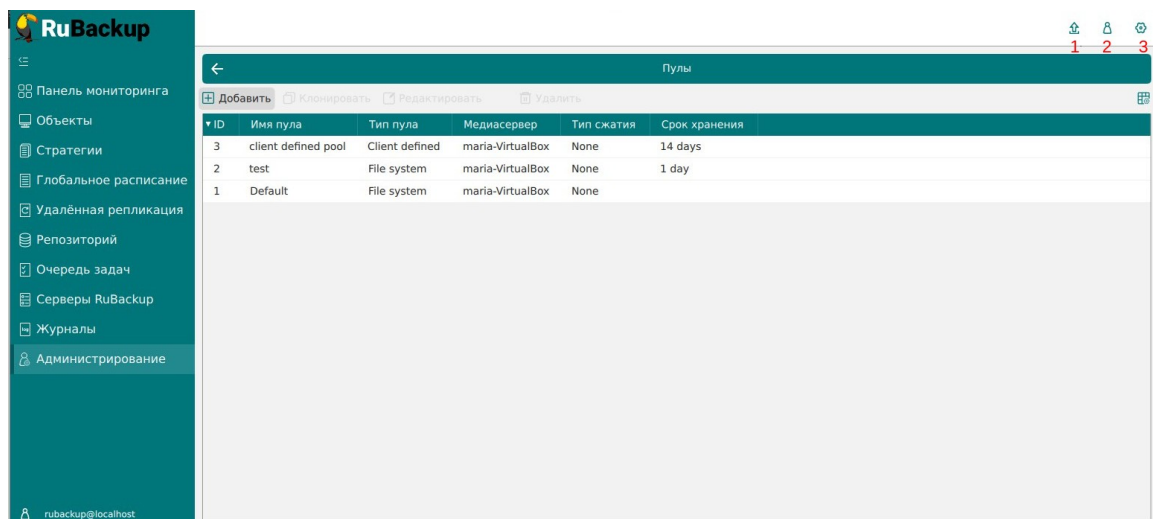 RuBackup
1 2 3
Панель мониторинга
Объекты
Стратегии
Глобальное расписание
Удалённая репликация
Репозиторий
Очередь задач
Серверы RuBackup
Журналы
Администрирование
rubackup@localhost
Пулы
Добавить Клонировать Редактировать Удалить
ID Имя пула Тип пула Медиасервер Тип сжатия Срок хранения
3 client defined pool Client defined maria-VirtualBox None 14 days
2 test File system maria-VirtualBox None 1 day
1 Default File system maria-VirtualBox None